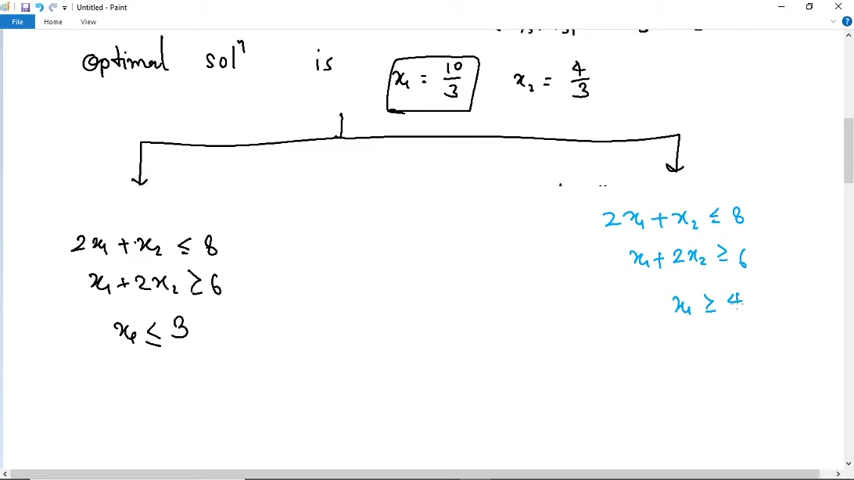 Untitled - Paint
File Home View
optimal solⁿ is x₁ = 10/3 x₂ = 4/3
2x₁ + x₂ ≤ 8
x₁ + 2x₂ ≥ 6
x₁ ≤ 3
2x₁ + x₂ ≤ 8
x₁ + 2x₂ ≥ 6
x₁ ≥ 4